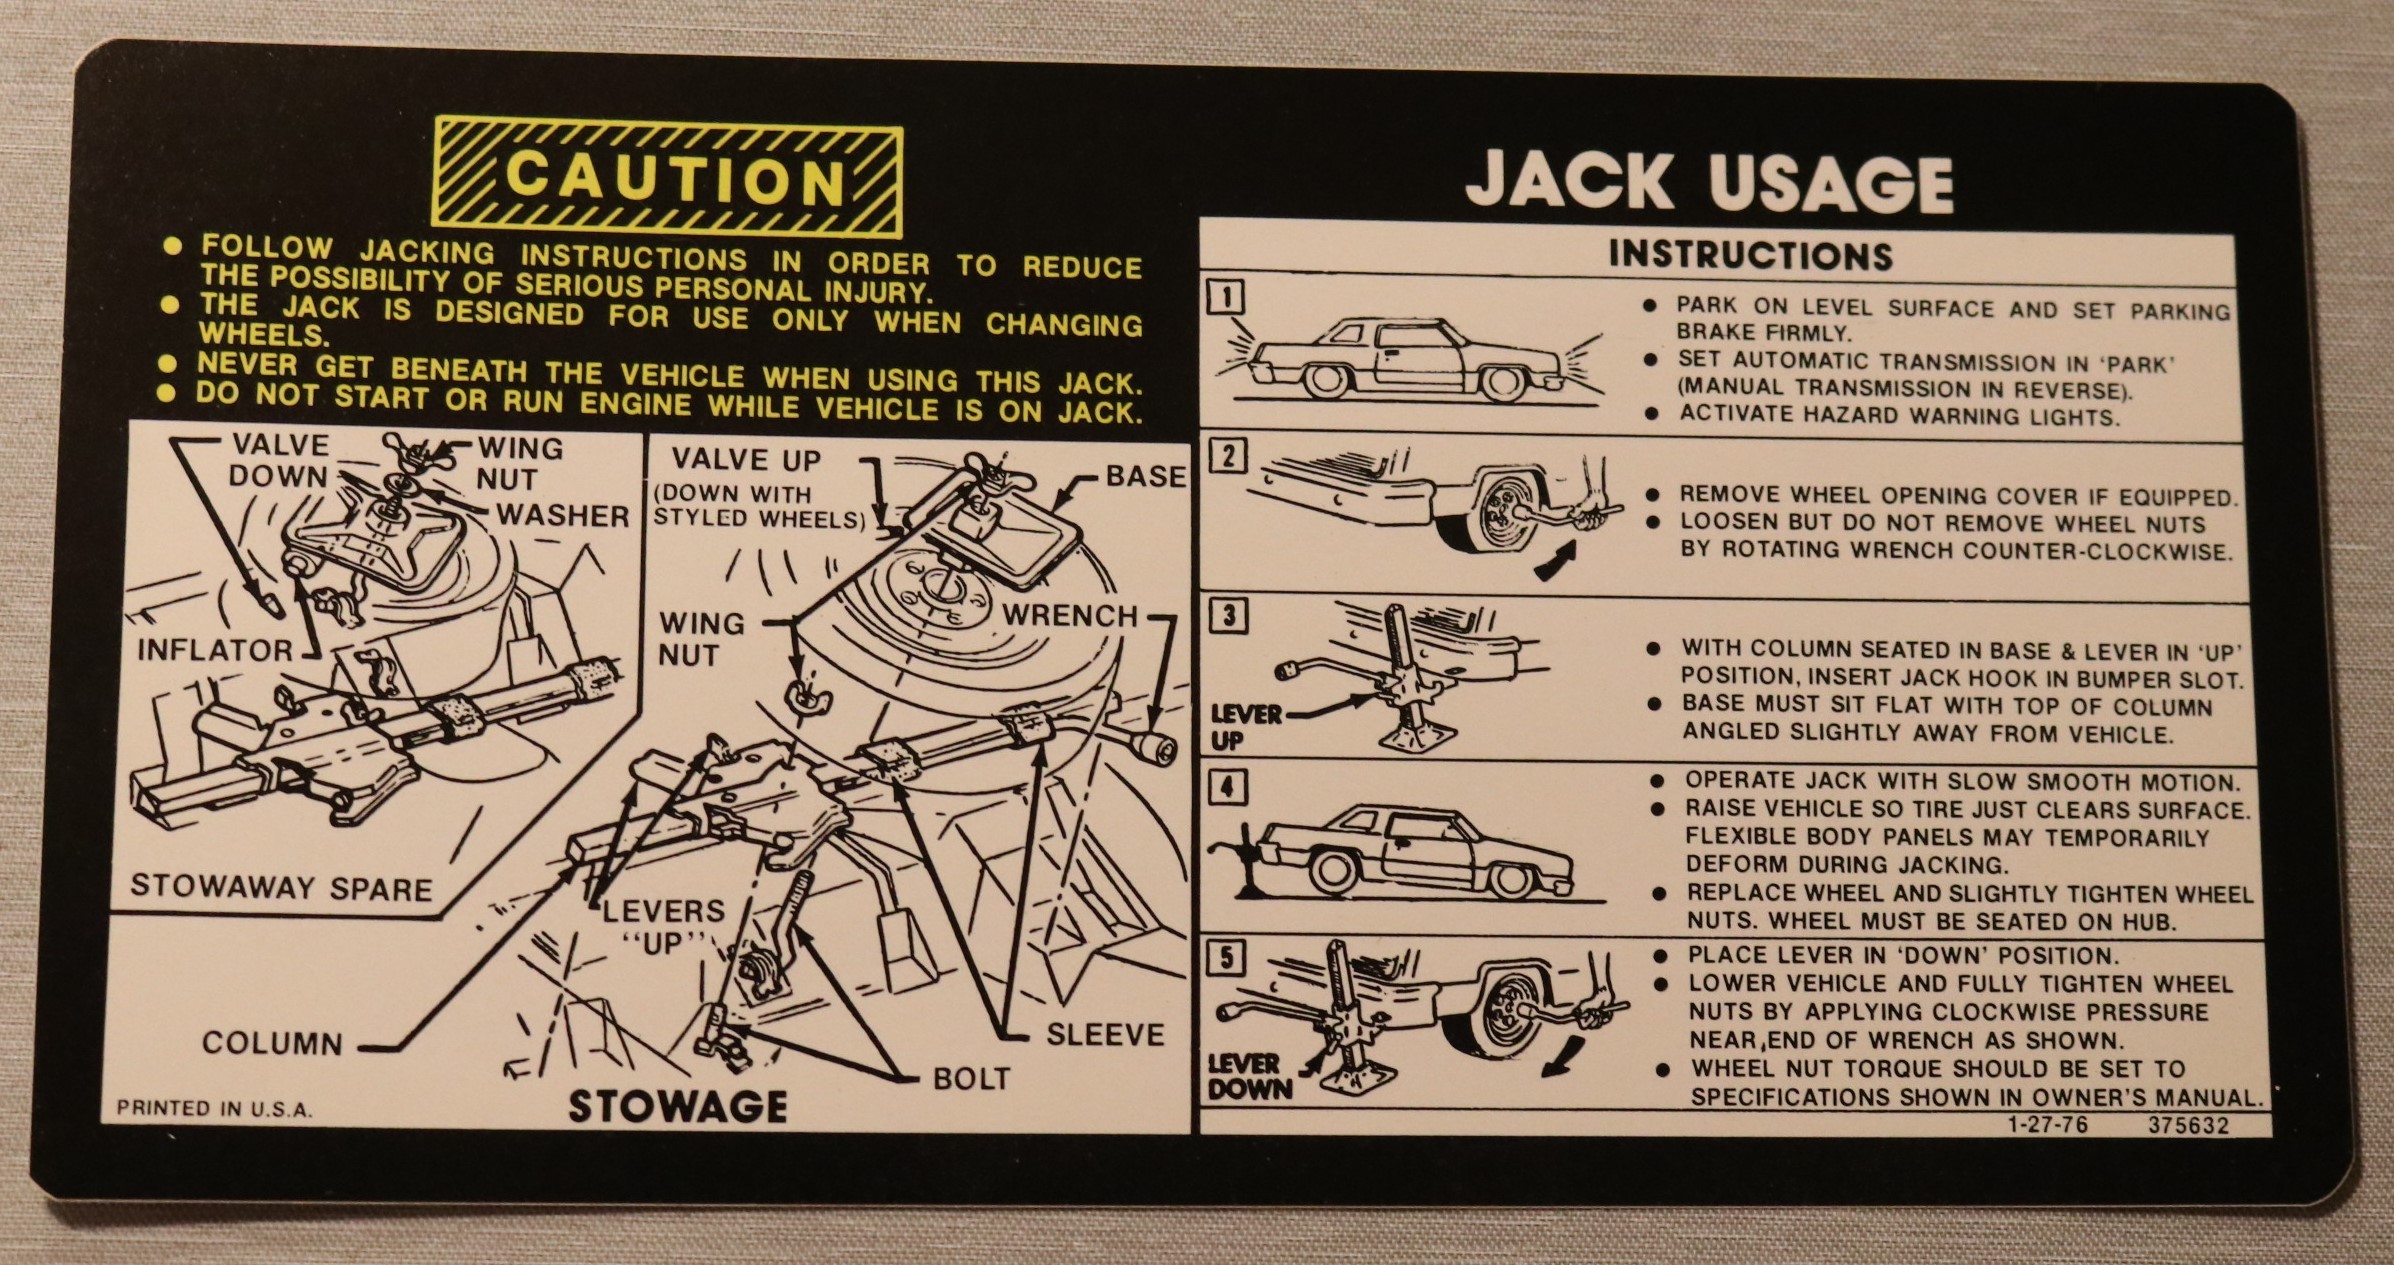 CAUTION
● FOLLOW JACKING INSTRUCTIONS IN ORDER TO REDUCE
THE POSSIBILITY OF SERIOUS PERSONAL INJURY.
● THE JACK IS DESIGNED FOR USE ONLY WHEN CHANGING
WHEELS.
● NEVER GET BENEATH THE VEHICLE WHEN USING THIS JACK.
● DO NOT START OR RUN ENGINE WHILE VEHICLE IS ON JACK.
VALVE
DOWN
WING
NUT
WASHER
INFLATOR
STOWAWAY SPARE
VALVE UP
(DOWN WITH
STYLED WHEELS)
BASE
WING
NUT
WRENCH
LEVERS
“UP”
COLUMN
SLEEVE
BOLT
PRINTED IN U.S.A.
STOWAGE
JACK USAGE
INSTRUCTIONS
1
● PARK ON LEVEL SURFACE AND SET PARKING
BRAKE FIRMLY.
● SET AUTOMATIC TRANSMISSION IN ‘PARK’
(MANUAL TRANSMISSION IN REVERSE).
● ACTIVATE HAZARD WARNING LIGHTS.
2
● REMOVE WHEEL OPENING COVER IF EQUIPPED.
● LOOSEN BUT DO NOT REMOVE WHEEL NUTS
BY ROTATING WRENCH COUNTER-CLOCKWISE.
3
LEVER
UP
● WITH COLUMN SEATED IN BASE & LEVER IN ‘UP’
POSITION, INSERT JACK HOOK IN BUMPER SLOT.
● BASE MUST SIT FLAT WITH TOP OF COLUMN
ANGLED SLIGHTLY AWAY FROM VEHICLE.
4
● OPERATE JACK WITH SLOW SMOOTH MOTION.
● RAISE VEHICLE SO TIRE JUST CLEARS SURFACE.
FLEXIBLE BODY PANELS MAY TEMPORARILY
DEFORM DURING JACKING.
● REPLACE WHEEL AND SLIGHTLY TIGHTEN WHEEL
NUTS. WHEEL MUST BE SEATED ON HUB.
5
LEVER
DOWN
● PLACE LEVER IN ‘DOWN’ POSITION.
● LOWER VEHICLE AND FULLY TIGHTEN WHEEL
NUTS BY APPLYING CLOCKWISE PRESSURE
NEAR END OF WRENCH AS SHOWN.
● WHEEL NUT TORQUE SHOULD BE SET TO
SPECIFICATIONS SHOWN IN OWNER'S MANUAL.
1-27-76 375632